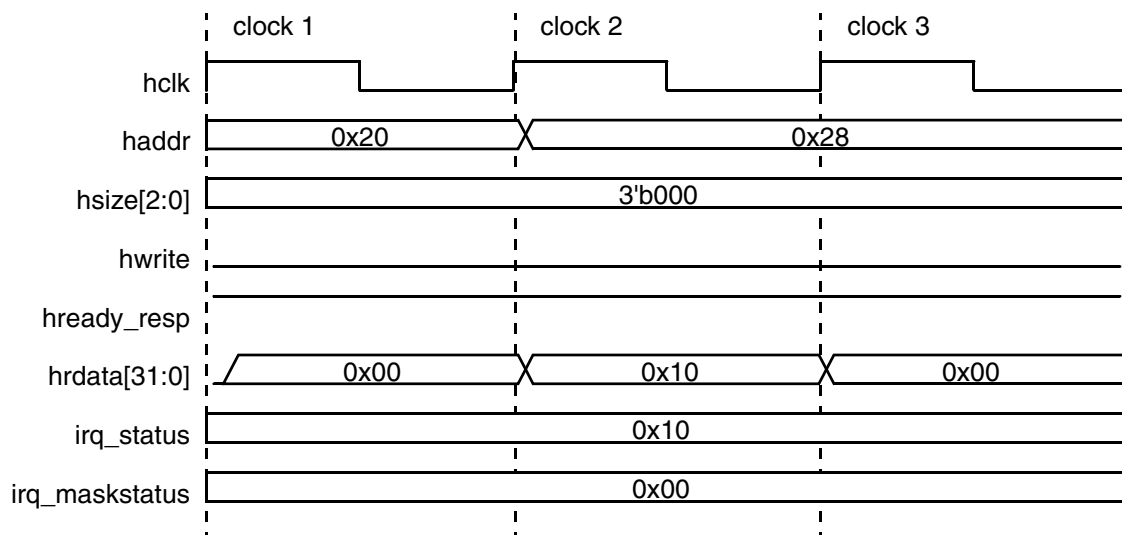 clock 1 clock 2 clock 3
hclk
haddr 0x20 0x28
hsize[2:0] 3'b000
hwrite
hready_resp
hrdata[31:0] 0x00 0x10 0x00
irq_status 0x10
irq_maskstatus 0x00